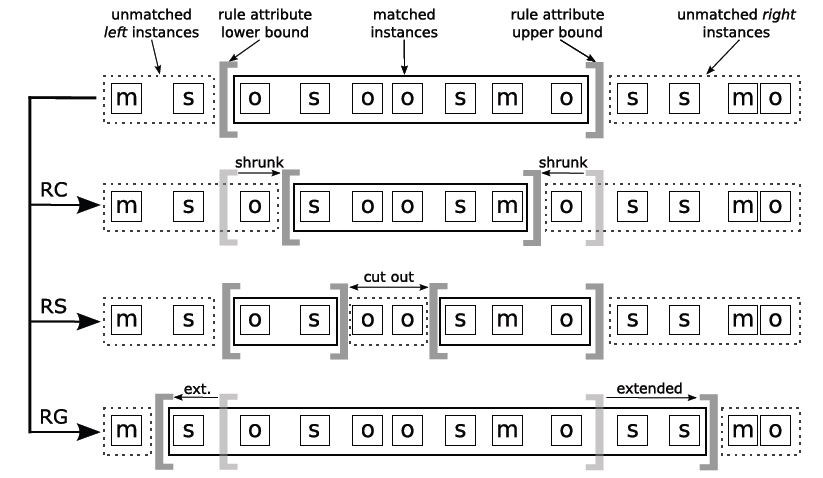 unmatched
left instances
rule attribute
lower bound
matched
instances
rule attribute
upper bound
unmatched right
instances
m s o s o o s m o s s m o
shrunk shrunk
RC
m s o s o o s m o s s m o
cut out
RS
m s o s o o s m o s s m o
ext. extended
RG
m s o s o o s m o s s m o